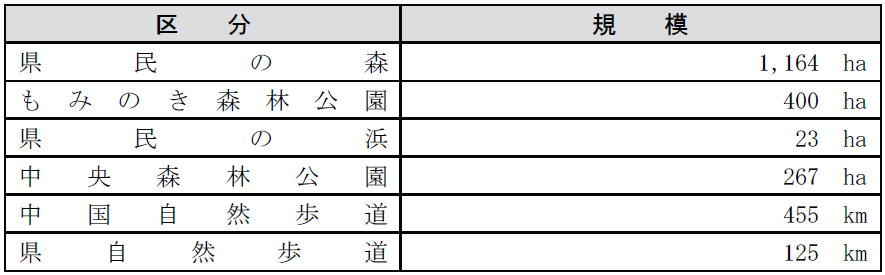 区分 規模
県民の森 1,164 ha
もみのき森林公園 400 ha
県民の浜 23 ha
中央森林公園 267 ha
中国自然歩道 455 km
県自然歩道 125 km